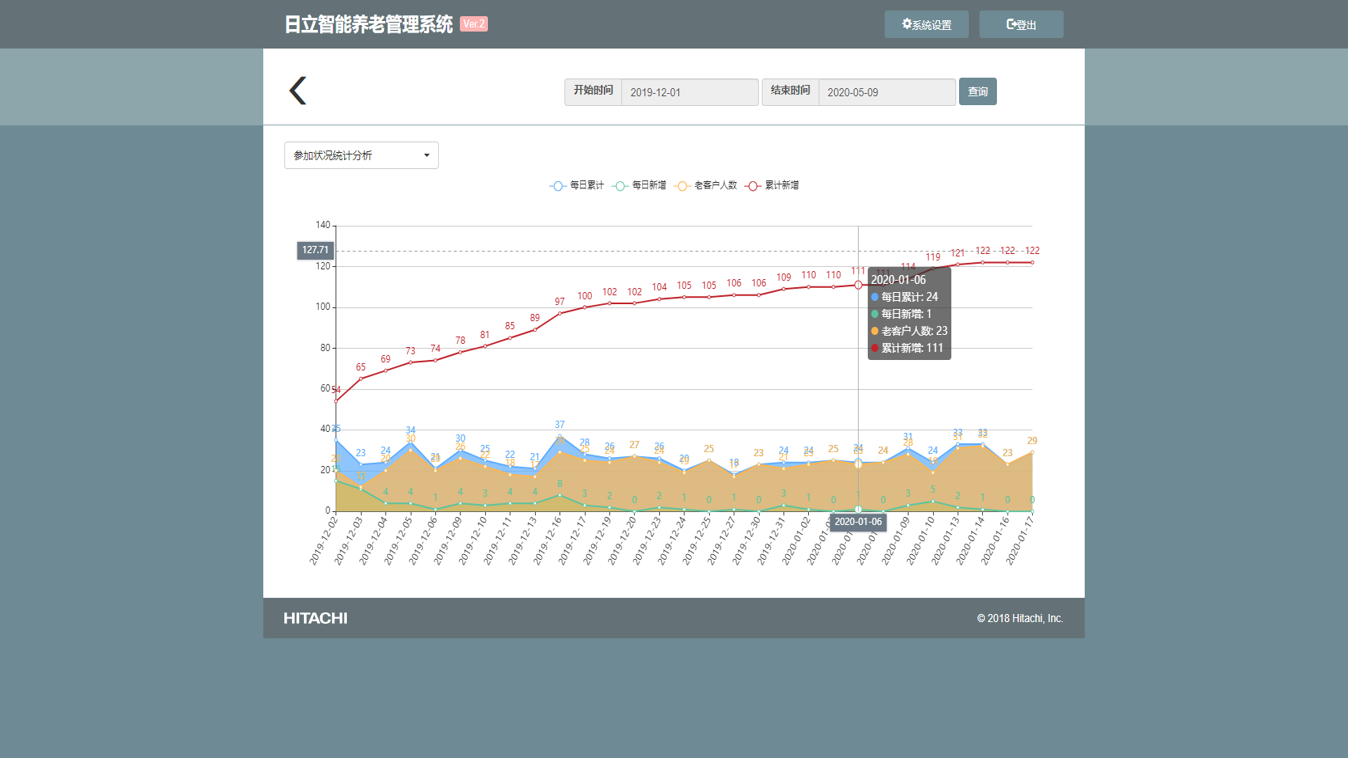 日立智能养老管理系统 Ver.2
系统设置 登出
开始时间 2019-12-01 结束时间 2020-05-09 查询
参加状况统计分析
每日累计 每日新增 老客户人数 累计新增
140
127.71
120
100
80
60
40
20
0
54 65 69 73 74 78 81 85 89 97 100 102 102 104 105 105 106 106 109 110 110 111 114 119 121 122 122 122
2020-01-06
每日累计: 24
每日新增: 1
老客户人数: 23
累计新增: 111
35 23 24 34 21 30 25 22 21 37 28 26 27 26 20 25 18 23 24 24 25 24 24 31 24 33 33 23 29
4 4 1 4 3 4 4 8 3 2 0 2 1 0 1 0 3 1 0 1 0 3 5 2 1 0 0
2019-12-02 2019-12-03 2019-12-04 2019-12-05 2019-12-06 2019-12-09 2019-12-10 2019-12-11 2019-12-13 2019-12-16 2019-12-17 2019-12-19 2019-12-20 2019-12-23 2019-12-24 2019-12-25 2019-12-27 2019-12-30 2019-12-31 2020-01-02 2020-01-06 2020-01-09 2020-01-10 2020-01-13 2020-01-14 2020-01-16 2020-01-17
HITACHI © 2018 Hitachi, Inc.